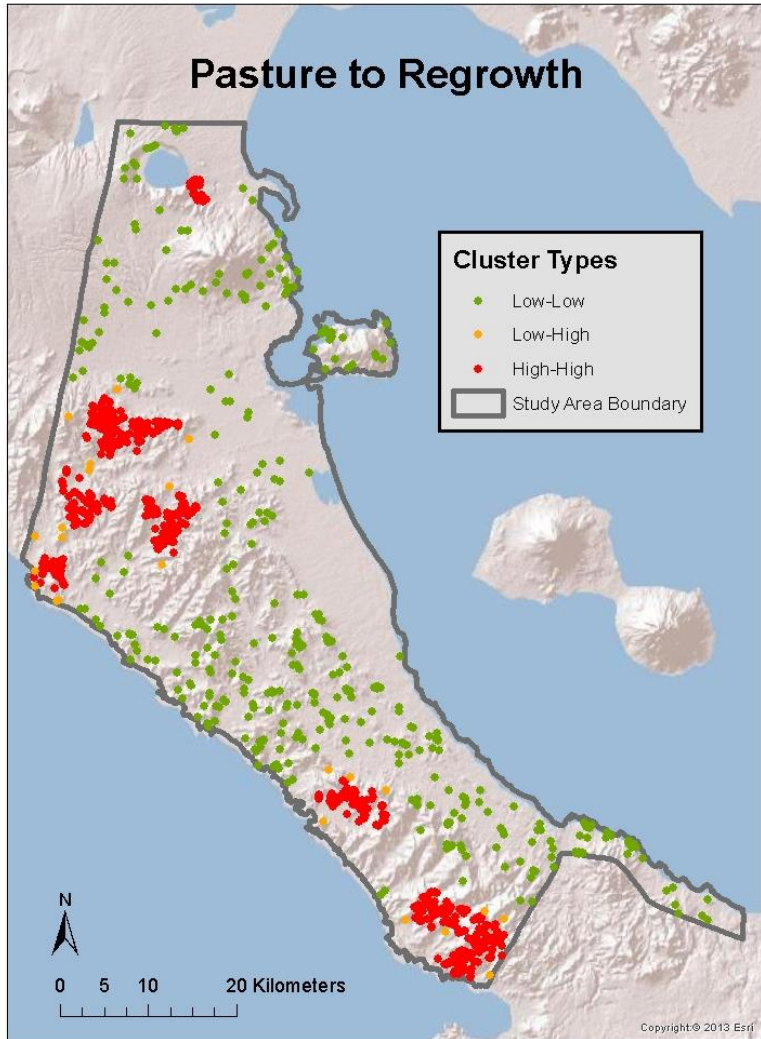 Pasture to Regrowth
Cluster Types
Low-Low
Low-High
High-High
Study Area Boundary
N
0 5 10 20 Kilometers
Copyright:© 2013 Esri